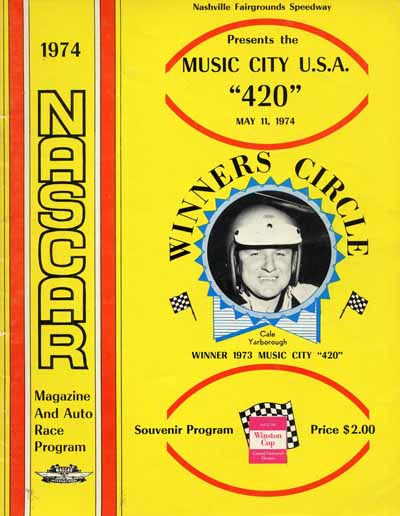 Nashville Fairgrounds Speedway
Presents the
MUSIC CITY U.S.A.
"420"
MAY 11, 1974
1974
NASCAR
Magazine
And Auto
Race
Program
WINNERS CIRCLE
Cale
Yarborough
WINNER 1973 MUSIC CITY "420"
Souvenir Program
Winston
Cup
Price $2.00